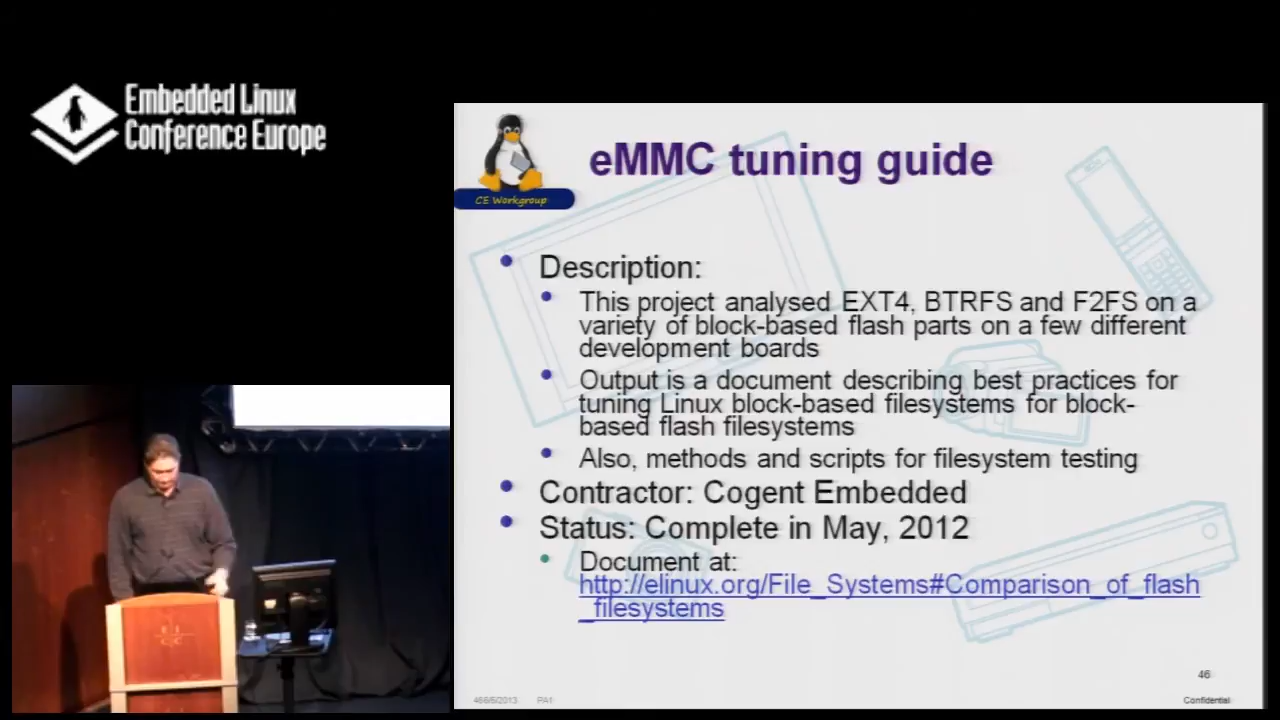 Embedded Linux
Conference Europe
CE Workgroup
eMMC tuning guide
Description:
This project analysed EXT4, BTRFS and F2FS on a
variety of block-based flash parts on a few different
development boards
Output is a document describing best practices for
tuning Linux block-based filesystems for block-
based flash filesystems
Also, methods and scripts for filesystem testing
Contractor: Cogent Embedded
Status: Complete in May, 2012
Document at:
http://elinux.org/File_Systems#Comparison_of_flash
_filesystems
46
PA1
Confidential